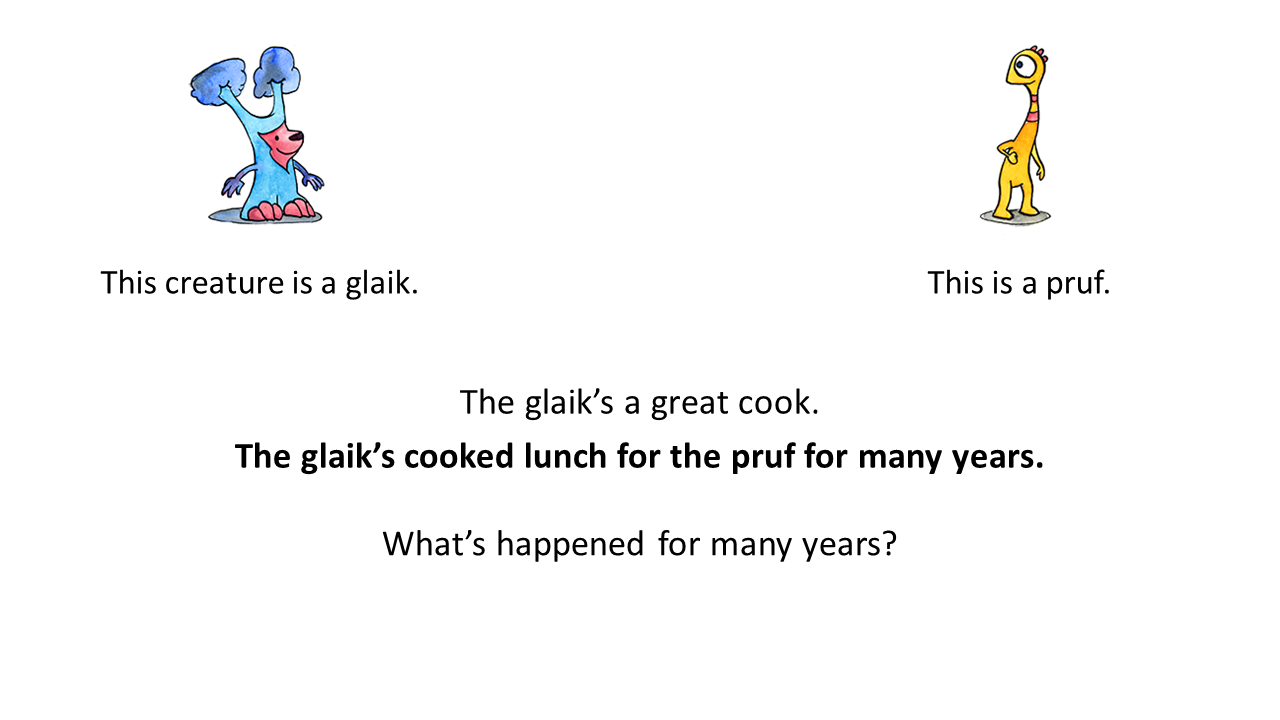 This creature is a glaik.
This is a pruf.
The glaik’s a great cook.
The glaik’s cooked lunch for the pruf for many years.
What’s happened for many years?